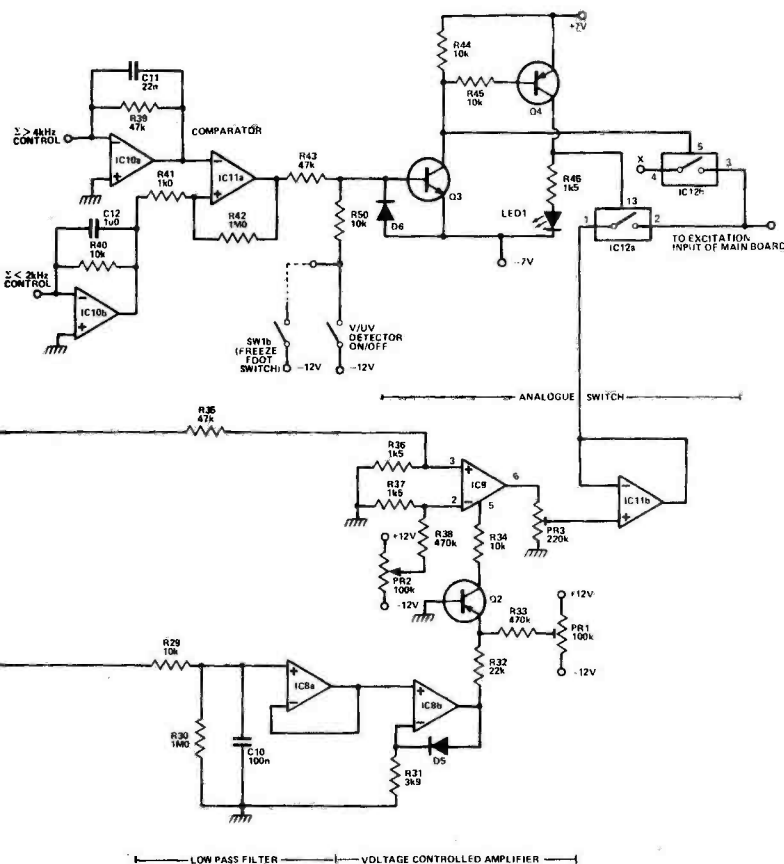 R44
10k
+7V
C11
22n
R45
10k
Q4
R39
47k
Σ> 4kHz
CONTROL
COMPARATOR
IC10a
R41
1k0
IC11a
R43
47k
Q3
X
4
5
3
IC12b
R42
1M0
R50
10k
D6
R46
1k5
LED1
13
1
2
IC12a
TO EXCITATION
INPUT OF MAIN BOARD
C12
1u0
R40
10k
Σ< 2kHz
CONTROL
IC10b
-7V
SW1b
(FREEZE
FOOT
SWITCH)
-12V
V/UV
DETECTOR
ON/OFF
-12V
ANALOGUE SWITCH
R35
47k
R36
1k5
3
6
IC9
R37
1k5
2
5
IC11b
R38
470k
R34
10k
PR3
220k
+12V
PR2
100k
-12V
Q2
R33
470k
+12V
PR1
100k
-12V
R29
10k
R32
22k
IC8a
IC8b
R30
1M0
C10
100n
D5
R31
3k9
LOW PASS FILTER
VOLTAGE CONTROLLED AMPLIFIER